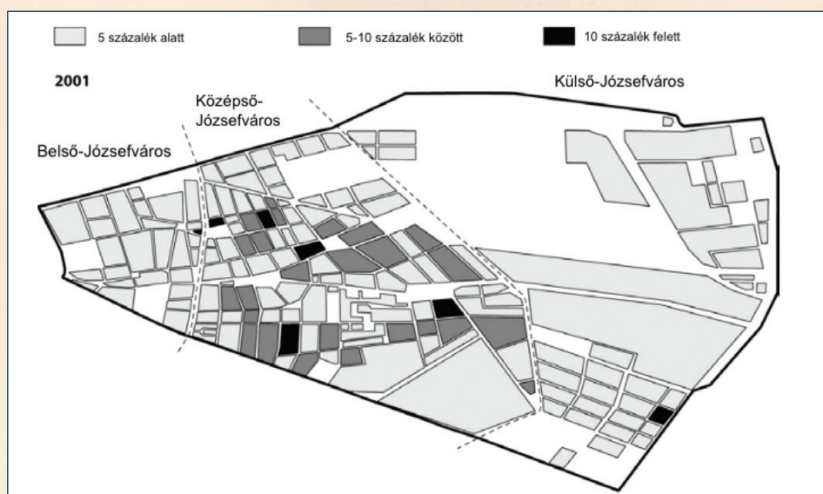 5 százalék alatt
5-10 százalék között
10 százalék felett
2001
Középső-
Józsefváros
Külső-Józsefváros
Belső-Józsefváros